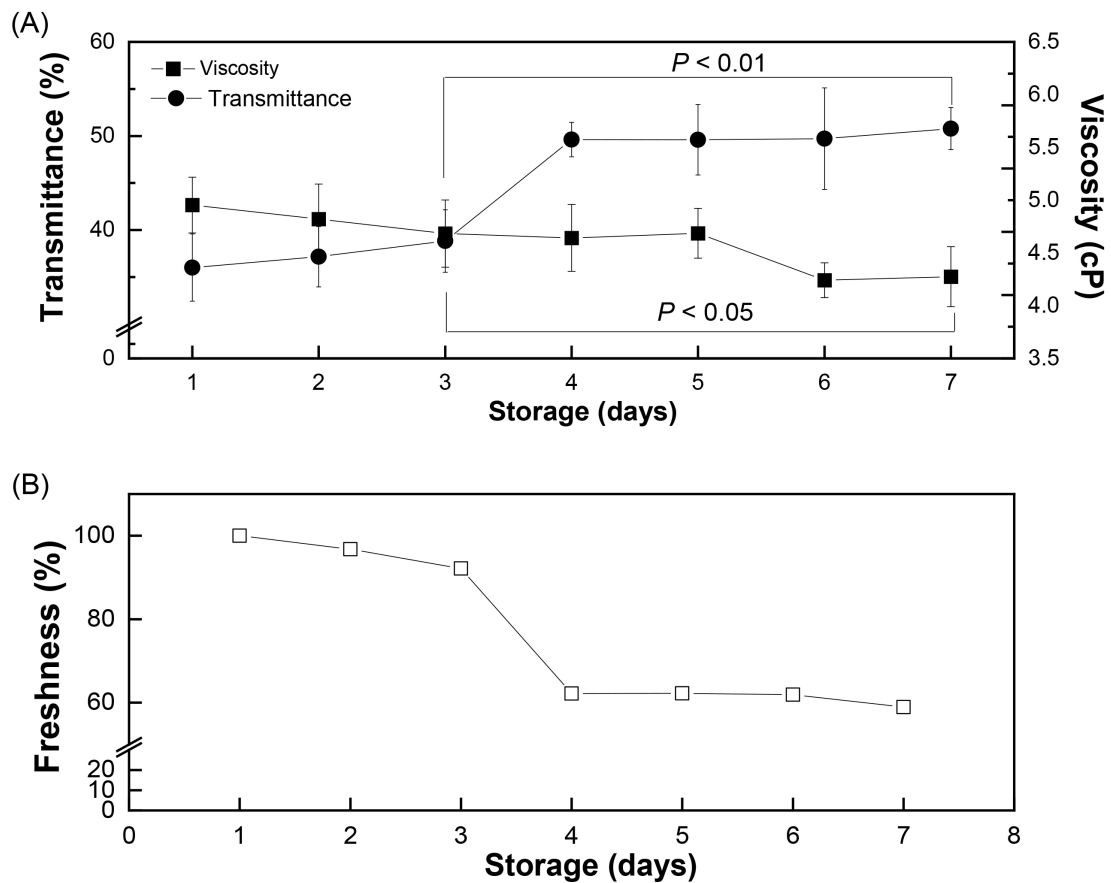 (A)
Transmittance (%)
60
50
40
0
Viscosity
Transmittance
P < 0.01
P < 0.05
6.5
6.0
5.5
5.0
4.5
4.0
3.5
Viscosity (cP)
1 2 3 4 5 6 7
Storage (days)
(B)
Freshness (%)
100
80
60
20
10
0
0 1 2 3 4 5 6 7 8
Storage (days)